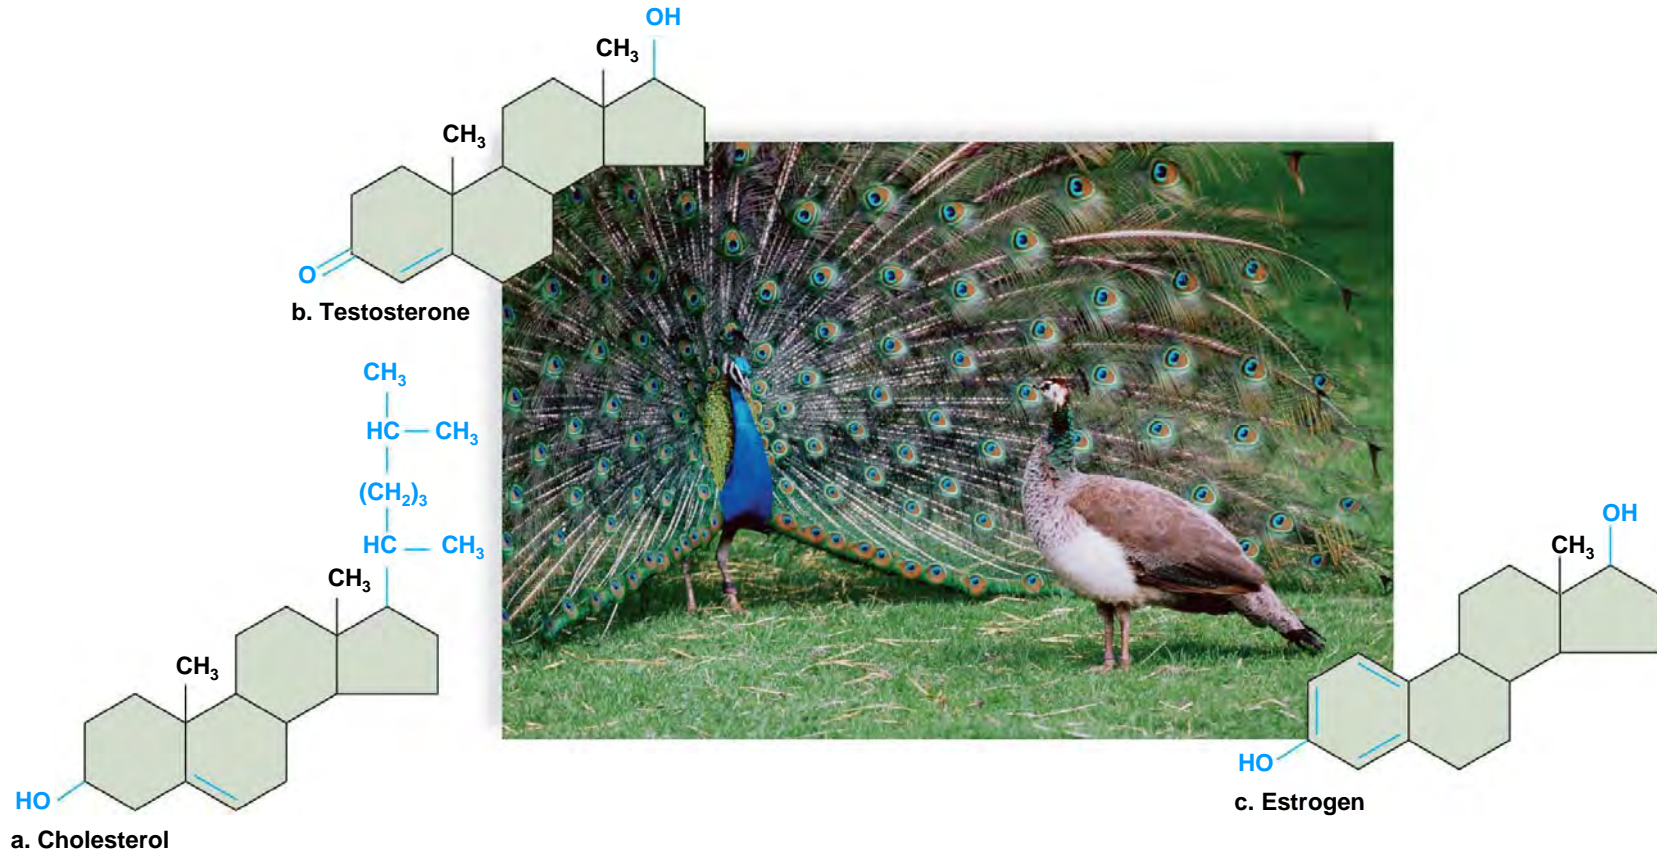 OH
CH₃
CH₃
O
b. Testosterone
CH₃
HC—CH₃
(CH₂)₃
HC—CH₃
CH₃
CH₃
HO
a. Cholesterol
OH
CH₃
HO
c. Estrogen